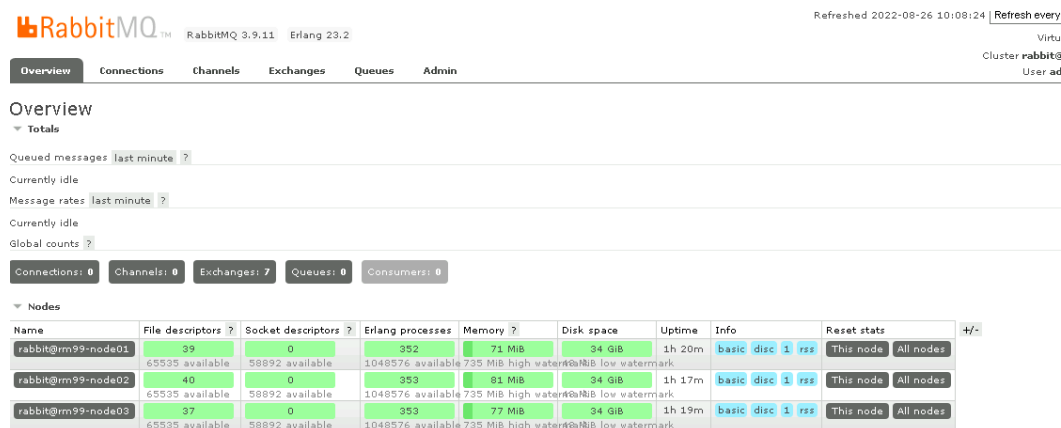 Refreshed 2022-08-26 10:08:24 Refresh every
RabbitMQ TM RabbitMQ 3.9.11 Erlang 23.2
Virtu
Cluster rabbit@
User ad
Overview Connections Channels Exchanges Queues Admin
Overview
Totals
Queued messages last minute ?
Currently idle
Message rates last minute ?
Currently idle
Global counts ?
Connections: 0 Channels: 0 Exchanges: 7 Queues: 0 Consumers: 0
Nodes
Name File descriptors ? Socket descriptors ? Erlang processes Memory ? Disk space Uptime Info Reset stats +/-
rabbit@rm99-node01 39 0 352 71 MiB 34 GiB 1h 20m basic disc 1 rss This node All nodes
65535 available 58892 available 1048576 available 735 MiB high watermark 48 MiB low watermark
rabbit@rm99-node02 40 0 353 81 MiB 34 GiB 1h 17m basic disc 1 rss This node All nodes
65535 available 58892 available 1048576 available 735 MiB high watermark 48 MiB low watermark
rabbit@rm99-node03 37 0 353 77 MiB 34 GiB 1h 19m basic disc 1 rss This node All nodes
65535 available 58892 available 1048576 available 735 MiB high watermark 48 MiB low watermark